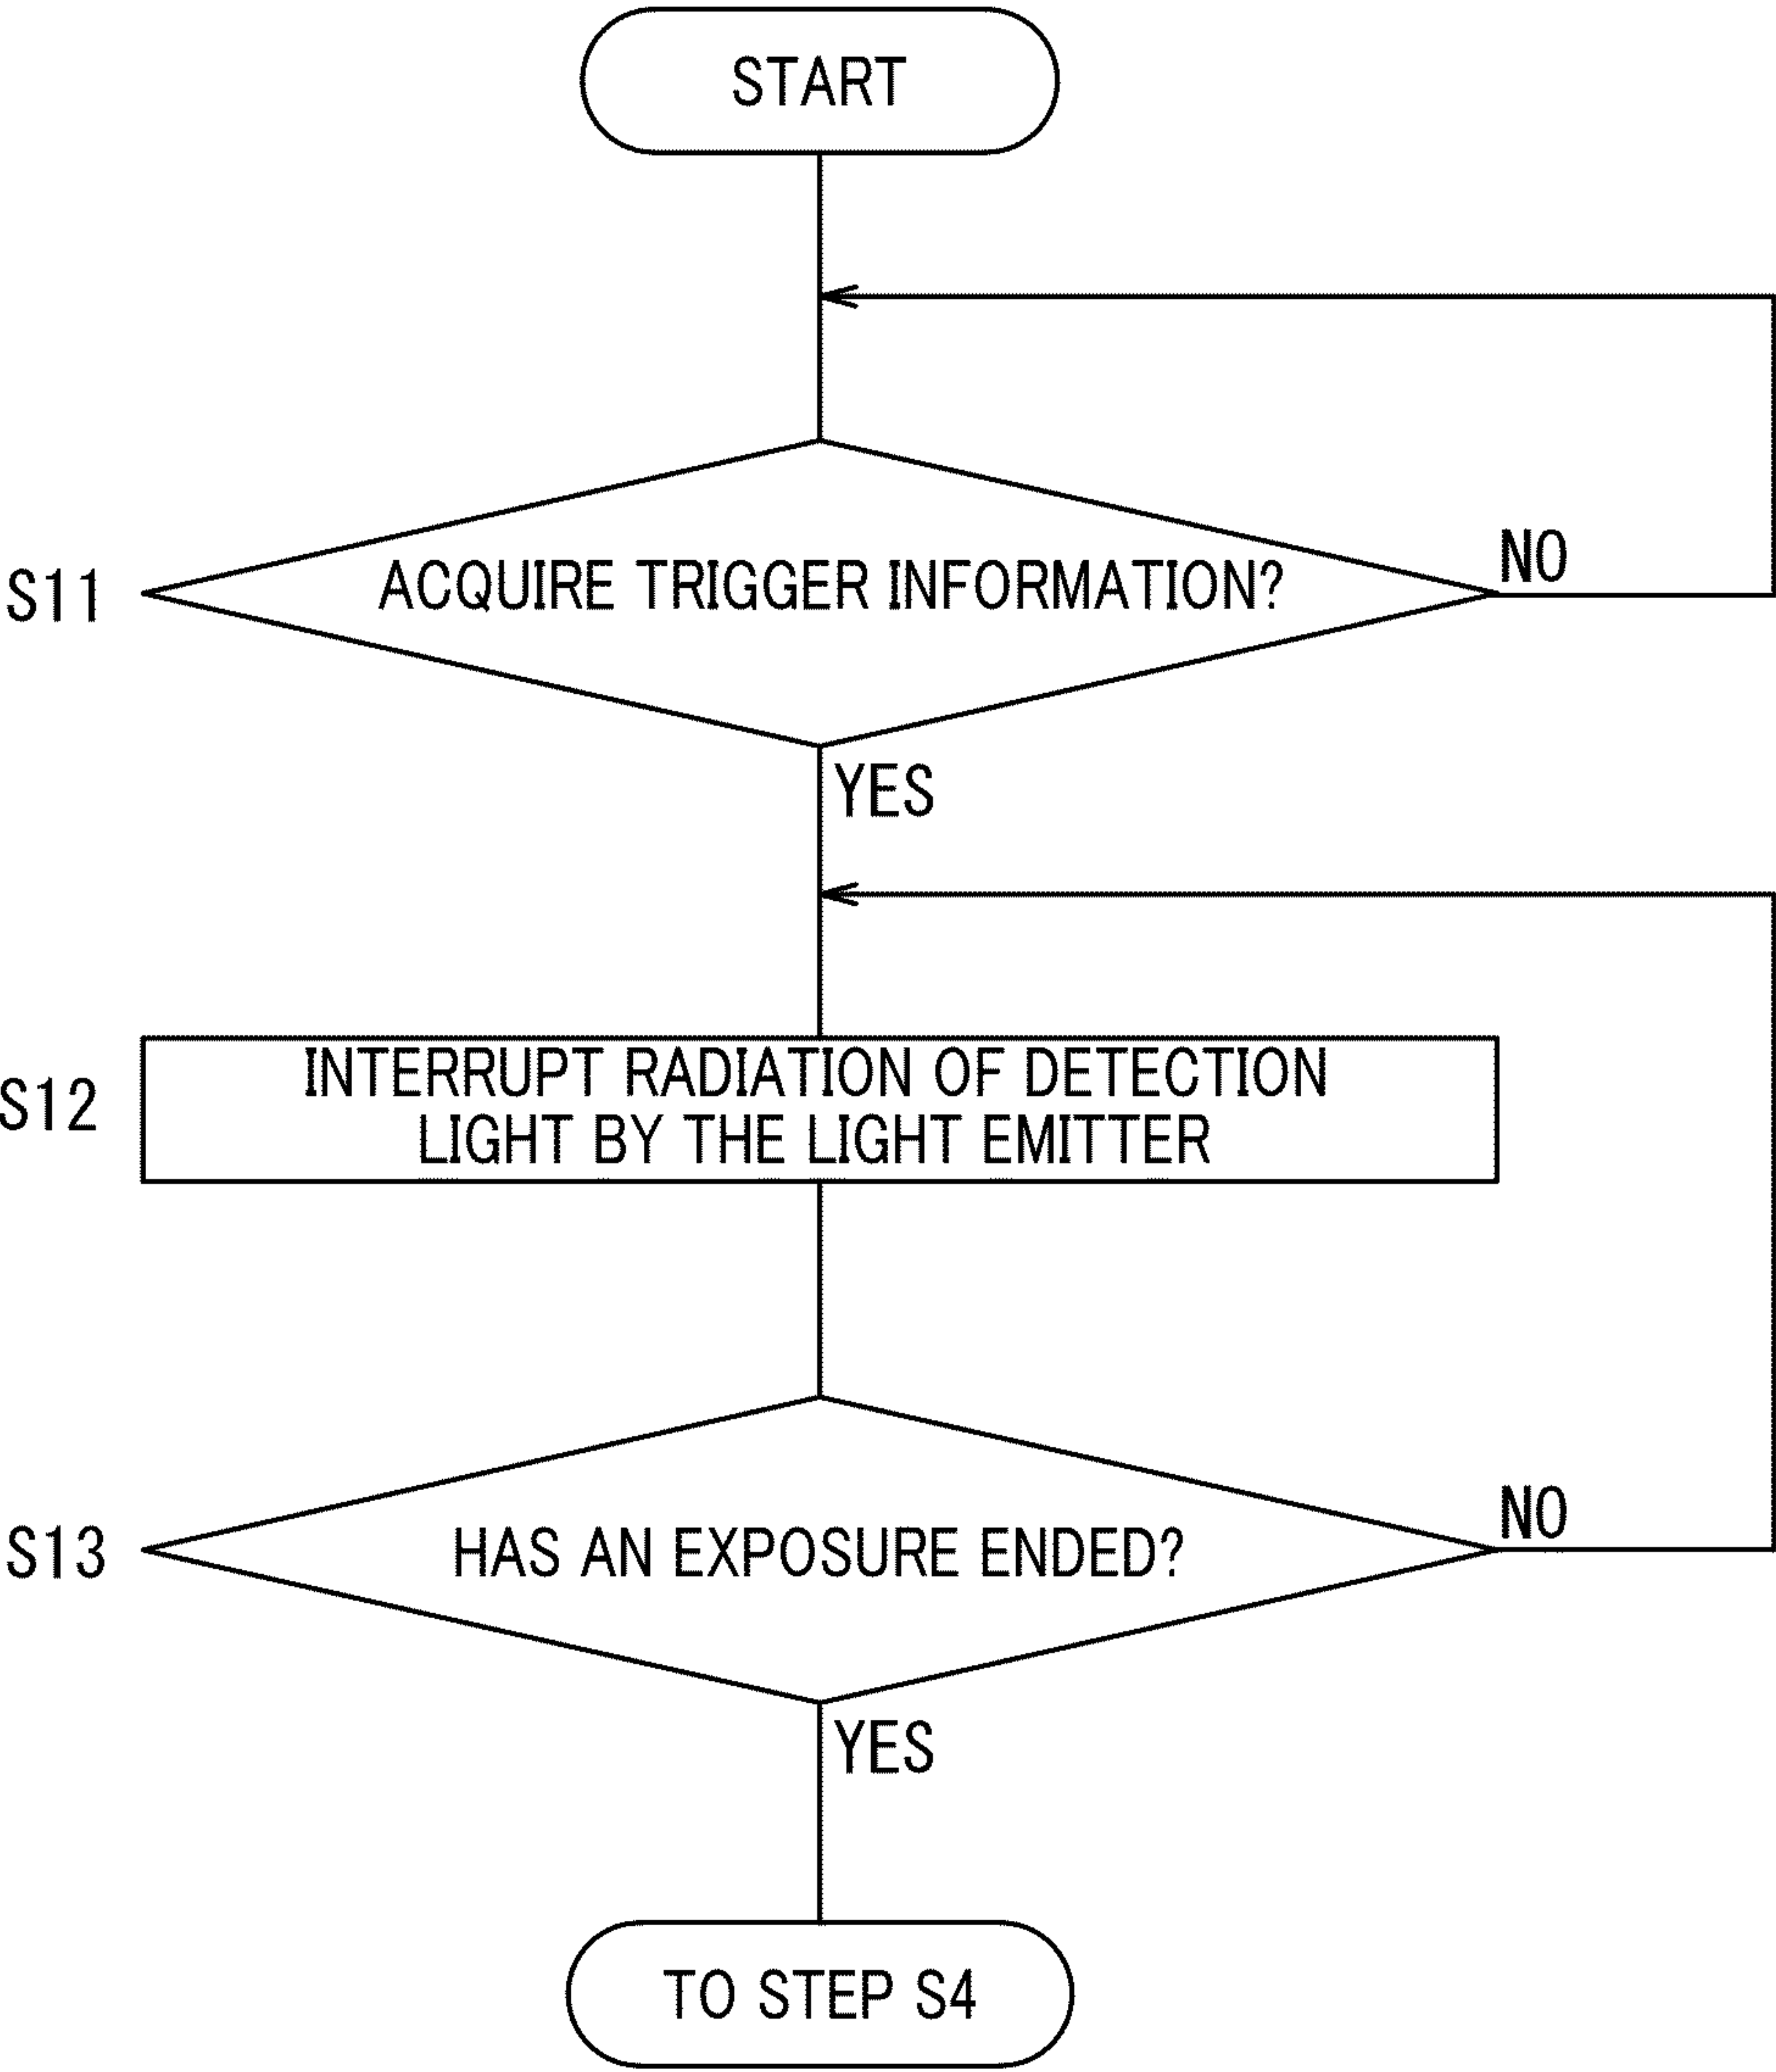 START
NO
S11
ACQUIRE TRIGGER INFORMATION?
YES
S12
INTERRUPT RADIATION OF DETECTION
LIGHT BY THE LIGHT EMITTER
NO
S13
HAS AN EXPOSURE ENDED?
YES
TO STEP S4